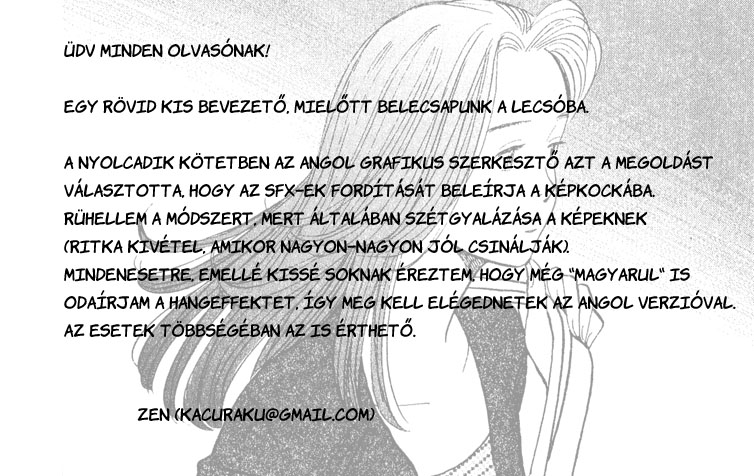 ÜDV MINDEN OLVASÓNAK!
EGY RÖVID KIS BEVEZETŐ, MIELŐTT BELECSAPUNK A LECSÓBA.
A NYOLCADIK KÖTETBEN AZ ANGOL GRAFIKUS SZERKESZTŐ AZT A MEGOLDÁST
VÁLASZTOTTA, HOGY AZ SFX-EK FORDÍTÁSÁT BELEÍRJA A KÉPKOCKÁBA.
RÜHELLEM A MÓDSZERT, MERT ÁLTALÁBAN SZÉTGYALÁZÁSA A KÉPEKNEK
(RITKA KIVÉTEL, AMIKOR NAGYON-NAGYON JÓL CSINÁLJÁK).
MINDENESETRE, EMELLÉ KISSÉ SOKNAK ÉREZTEM, HOGY MÉG "MAGYARUL" IS
ODAÍRJAM A HANGEFFEKTET, ÍGY MEG KELL ELÉGEDNETEK AZ ANGOL VERZIÓVAL.
AZ ESETEK TÖBBSÉGÉBAN AZ IS ÉRTHETŐ.
ZEN (KACURAKU@GMAIL.COM)